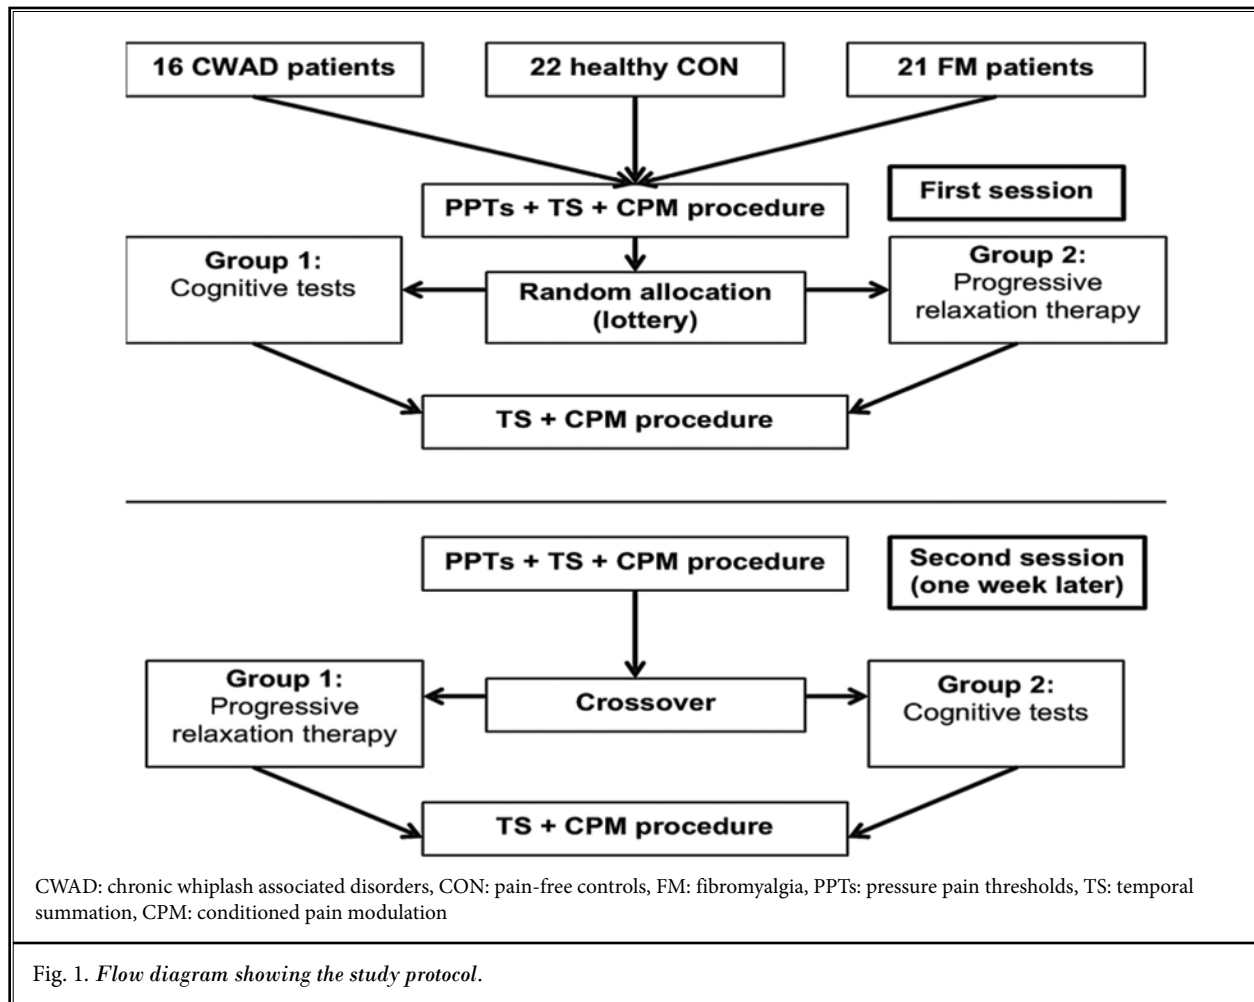 16 CWAD patients
22 healthy CON
21 FM patients
PPTs + TS + CPM procedure
First session
Group 1:
Cognitive tests
Random allocation
(lottery)
Group 2:
Progressive
relaxation therapy
TS + CPM procedure
PPTs + TS + CPM procedure
Second session
(one week later)
Group 1:
Progressive
relaxation therapy
Crossover
Group 2:
Cognitive tests
TS + CPM procedure
CWAD: chronic whiplash associated disorders, CON: pain-free controls, FM: fibromyalgia, PPTs: pressure pain thresholds, TS: temporal
summation, CPM: conditioned pain modulation
Fig. 1. Flow diagram showing the study protocol.